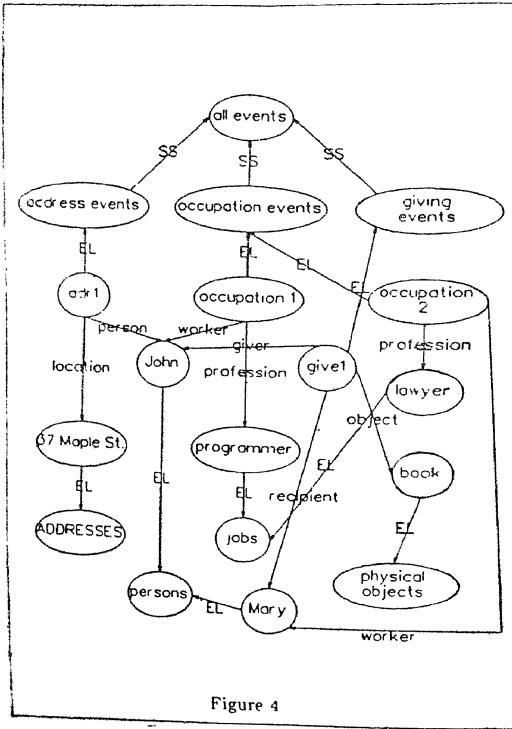 all events
SS
SS
SS
address events
occupation events
giving
events
EL
EL
EL
EL
adr1
occupation 1
occupation
2
person
worker
giver
profession
John
give1
location
profession
lawyer
object
37 Maple St.
programmer
book
EL
EL
EL
EL
recipient
EL
ADDRESSES
jobs
physical
objects
persons
EL
Mary
worker
Figure 4